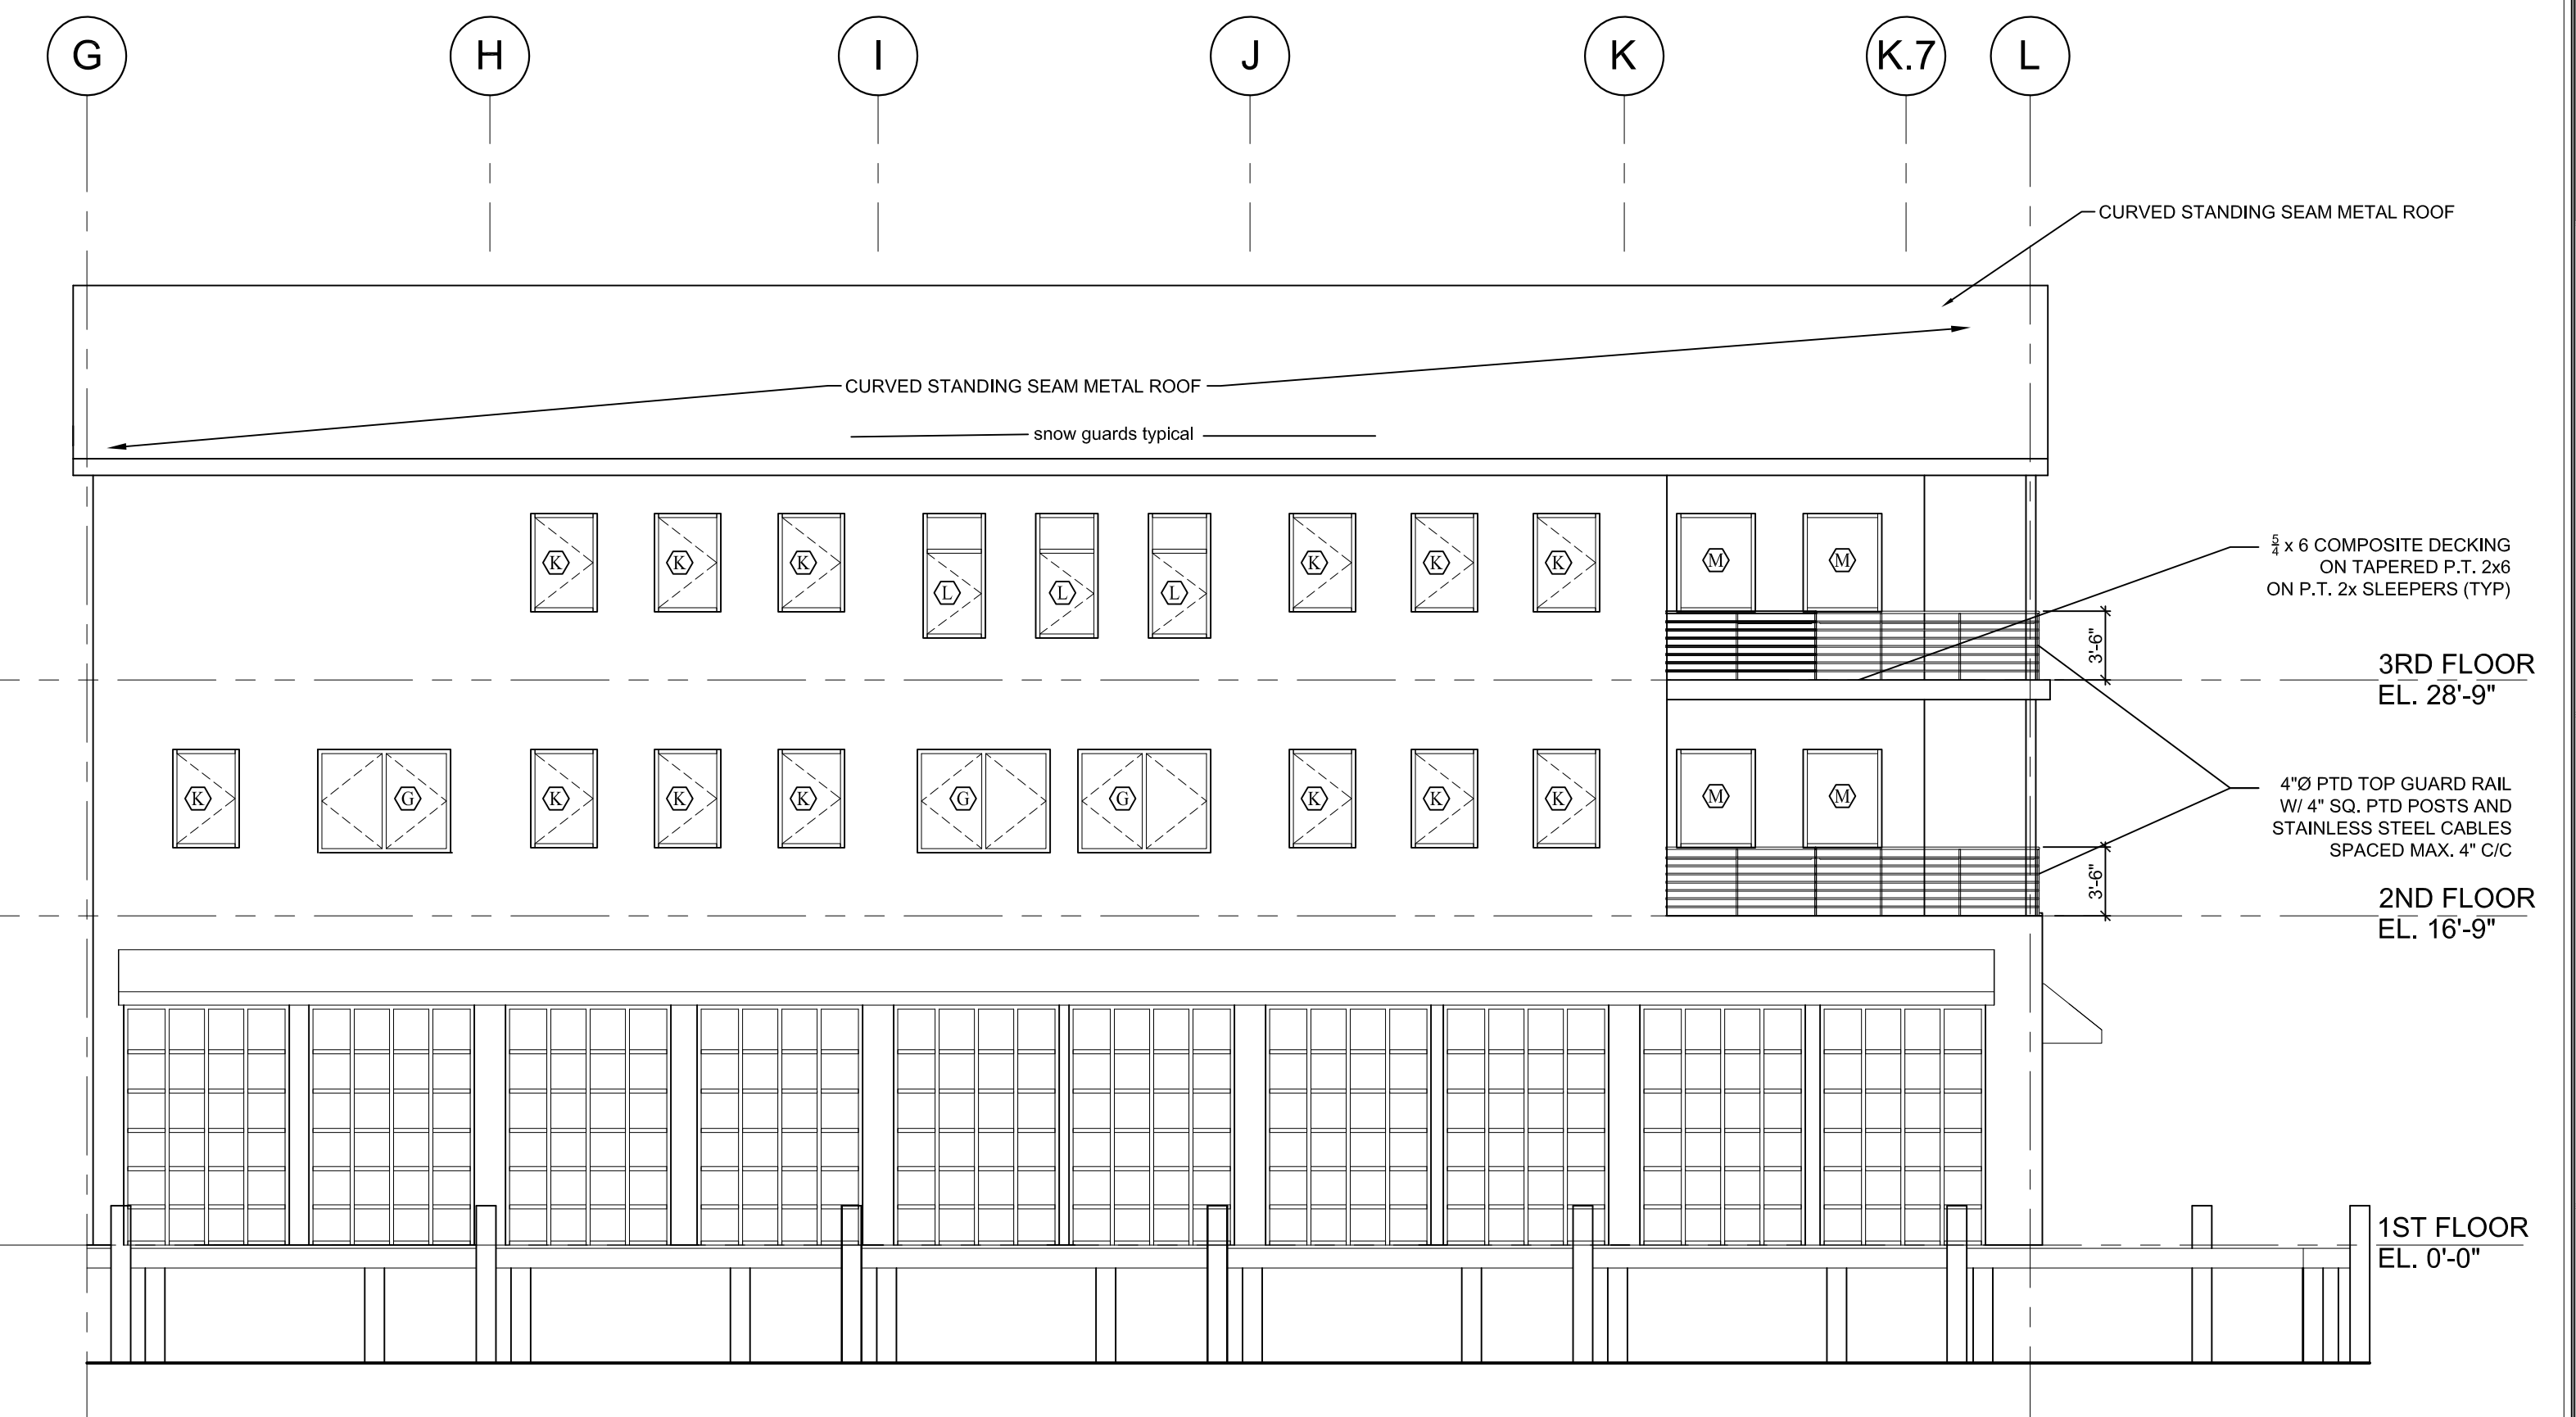 G H I J K K.7 L
CURVED STANDING SEAM METAL ROOF
CURVED STANDING SEAM METAL ROOF
snow guards typical
K K K L L L K K K M M
5/4 x 6 COMPOSITE DECKING
ON TAPERED P.T. 2x6
ON P.T. 2x SLEEPERS (TYP)
3'-6"
3RD FLOOR
EL. 28'-9"
K G K K K G G K K K M M
4"Ø PTD TOP GUARD RAIL
W/ 4" SQ. PTD POSTS AND
STAINLESS STEEL CABLES
SPACED MAX. 4" C/C
3'-6"
2ND FLOOR
EL. 16'-9"
1ST FLOOR
EL. 0'-0"